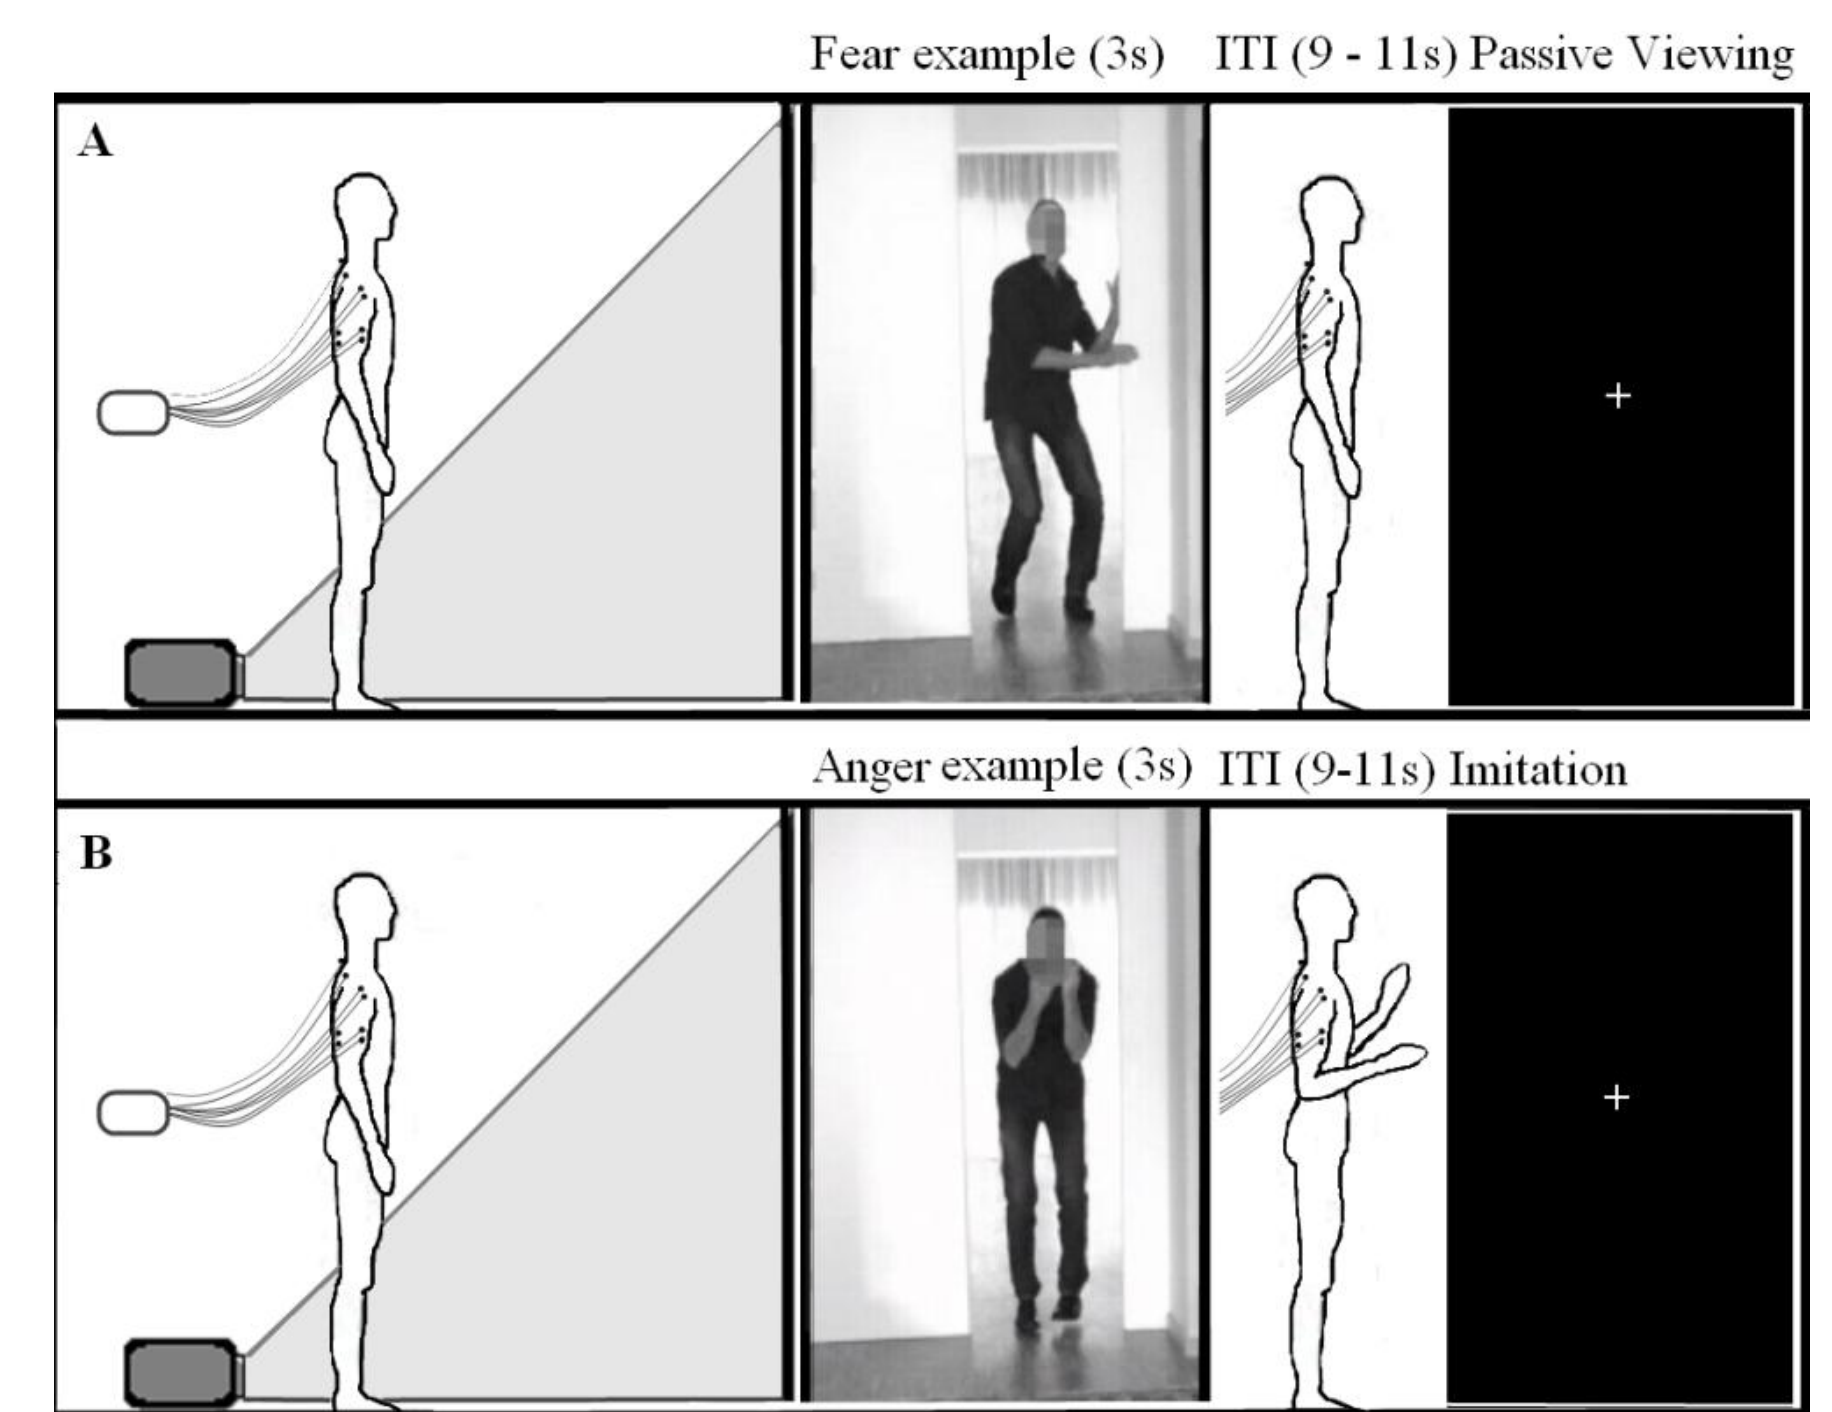 Fear example (3s) ITI (9 - 11s) Passive Viewing
A
Anger example (3s) ITI (9-11s) Imitation
B